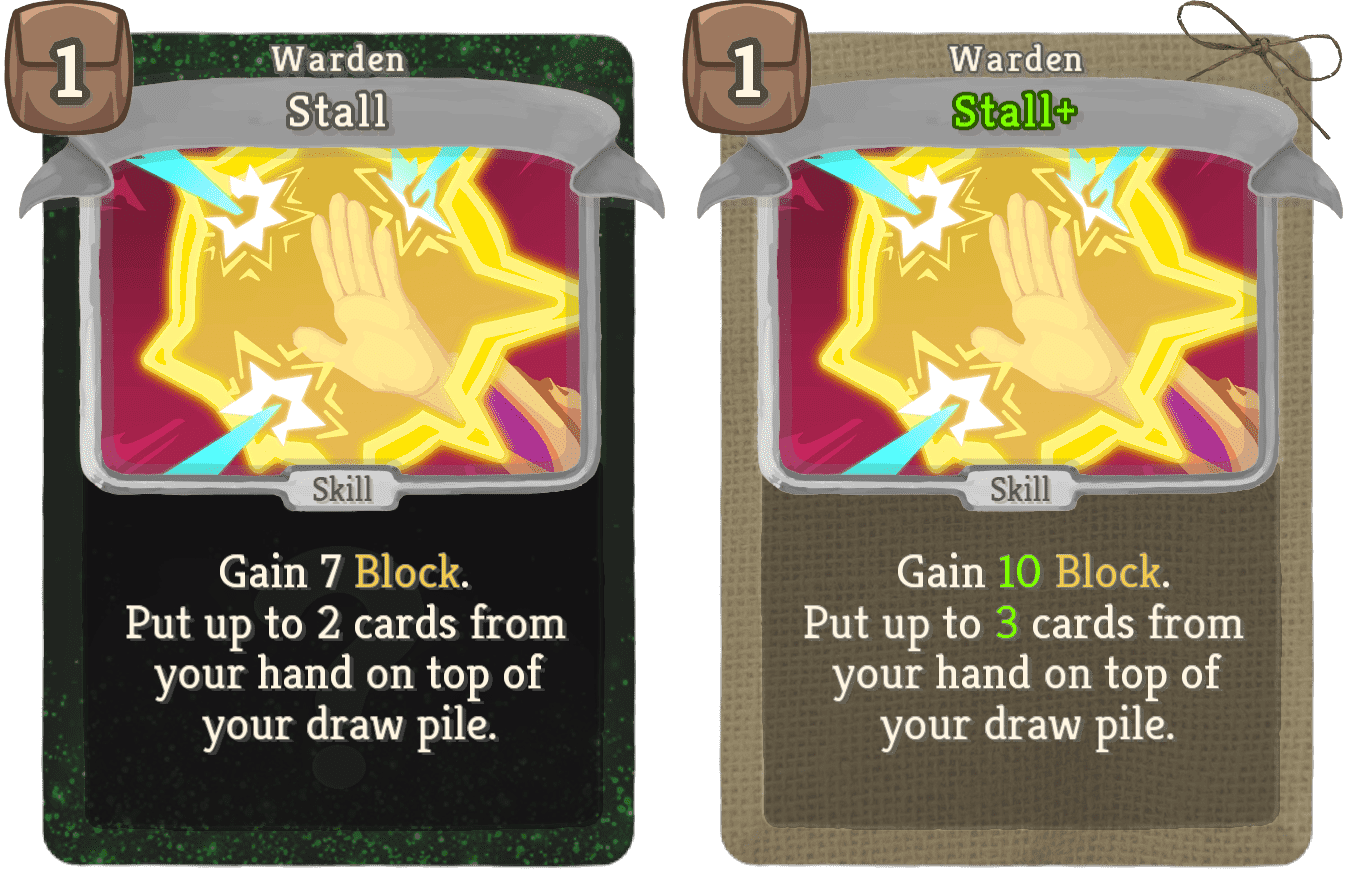 1
Warden
Stall
Skill
Gain 7 Block.
Put up to 2 cards from
your hand on top of
your draw pile.
1
Warden
Stall+
Skill
Gain 10 Block.
Put up to 3 cards from
your hand on top of
your draw pile.